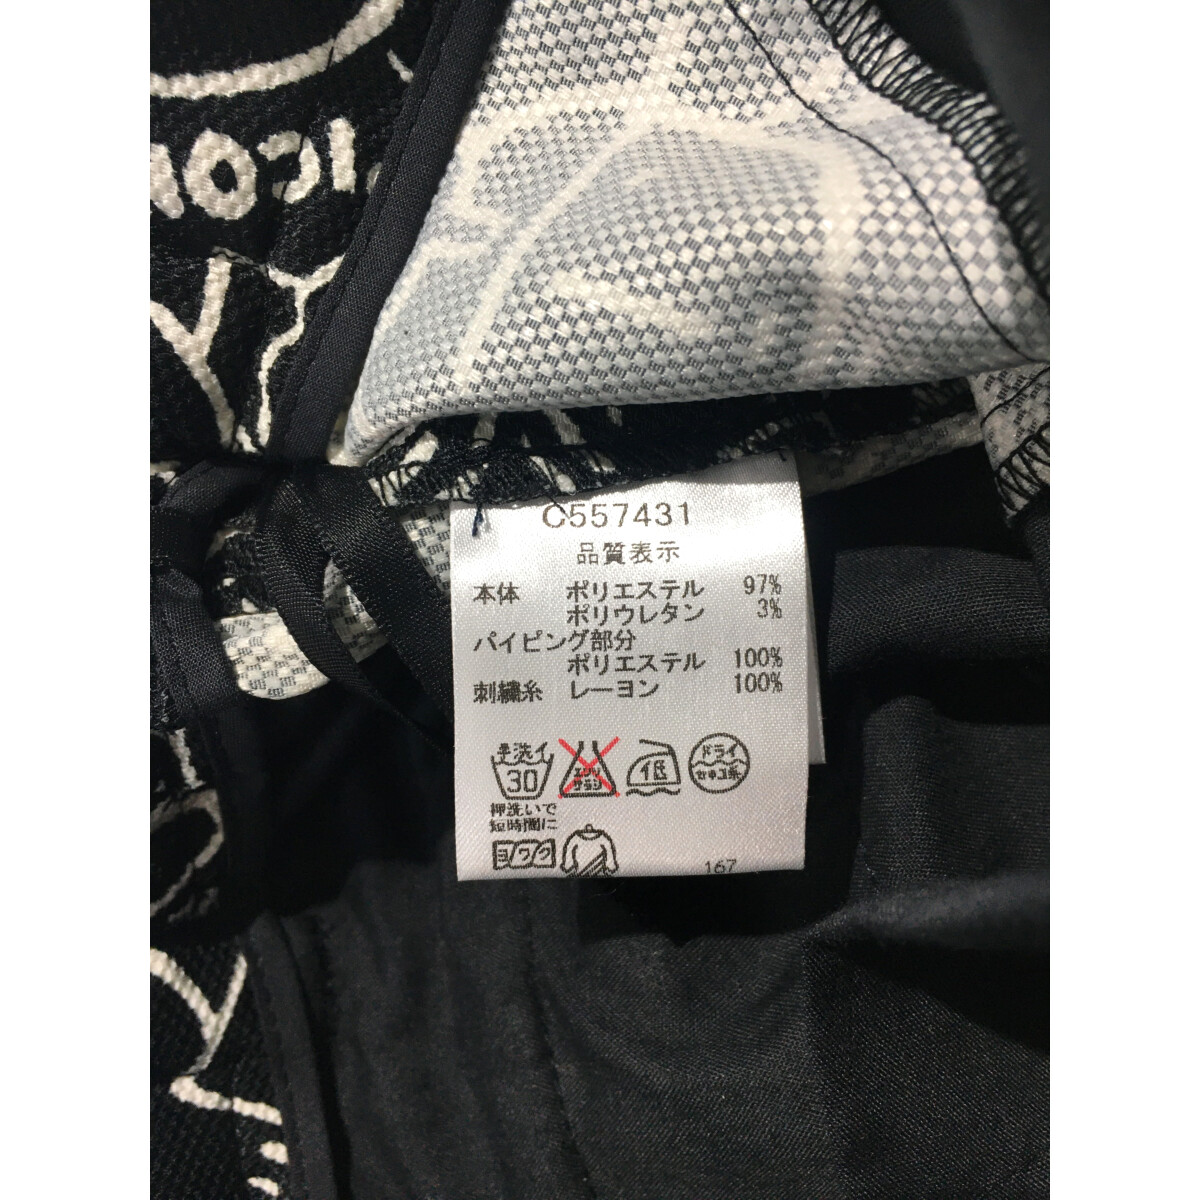 ICOM
C557431
品質表示
本体 ポリエステル 97%
ポリウレタン 3%
パイピング部分
ポリエステル 100%
刺繍糸 レーヨン 100%
手洗イ
30
エンソ
サラシ
低
ドライ
セキユ系
押洗いで
短時間に
ヨワク
167